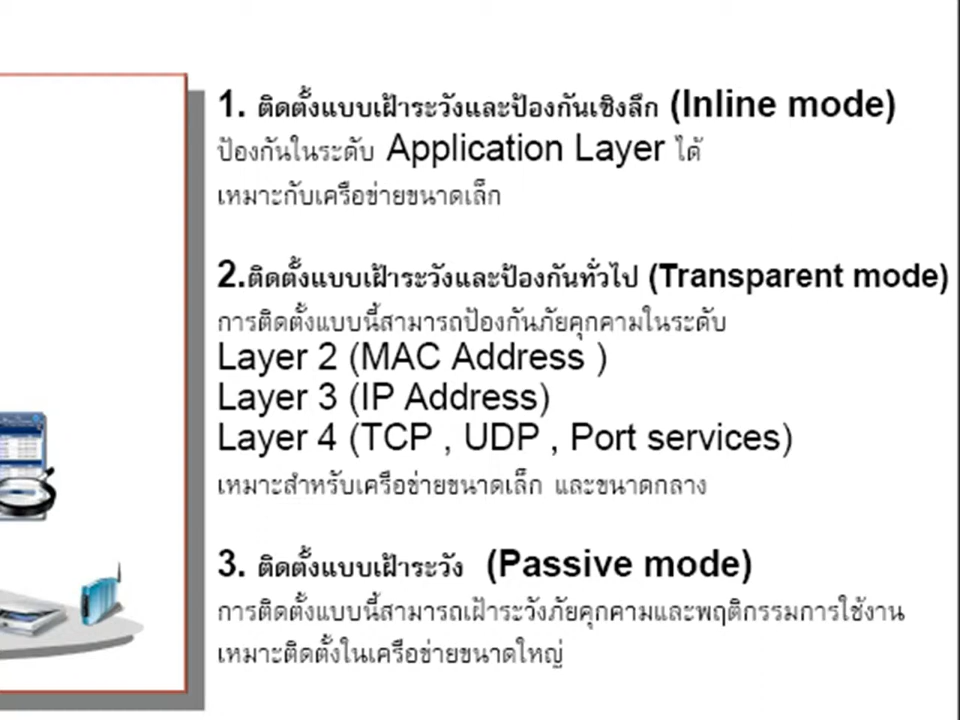 1. ติดตั้งแบบเฝ้าระวังและป้องกันเชิงลึก (Inline mode)
ป้องกันในระดับ Application Layer ได้
เหมาะกับเครือข่ายขนาดเล็ก
2.ติดตั้งแบบเฝ้าระวังและป้องกันทั่วไป (Transparent mode)
การติดตั้งแบบนี้สามารถป้องกันภัยคุกคามในระดับ
Layer 2 (MAC Address )
Layer 3 (IP Address)
Layer 4 (TCP , UDP , Port services)
เหมาะสำหรับเครือข่ายขนาดเล็ก และขนาดกลาง
3. ติดตั้งแบบเฝ้าระวัง (Passive mode)
การติดตั้งแบบนี้สามารถเฝ้าระวังภัยคุกคามและพฤติกรรมการใช้งาน
เหมาะติดตั้งในเครือข่ายขนาดใหญ่